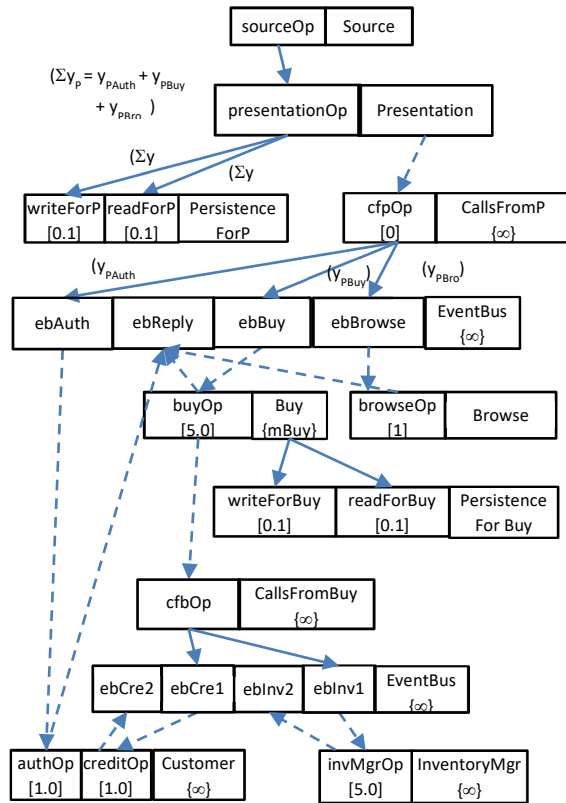 sourceOp Source
(Σy_P = y_PAuth + y_PBuy
+ y_PBro )
presentationOp Presentation
(Σy
(Σy
writeForP readForP Persistence
[0.1] [0.1] ForP
cfpOp CallsFromP
[0] {∞}
(y_PAuth
(y_PBuy)
(y_PBro)
ebAuth ebReply ebBuy ebBrowse EventBus
{∞}
buyOp Buy
[5.0] {mBuy}
browseOp Browse
[1]
writeForBuy readForBuy Persistence
[0.1] [0.1] For Buy
cfbOp CallsFromBuy
{∞}
ebCre2 ebCre1 ebInv2 ebInv1 EventBus
{∞}
authOp creditOp Customer
[1.0] [1.0] {∞}
invMgrOp InventoryMgr
[5.0] {∞}